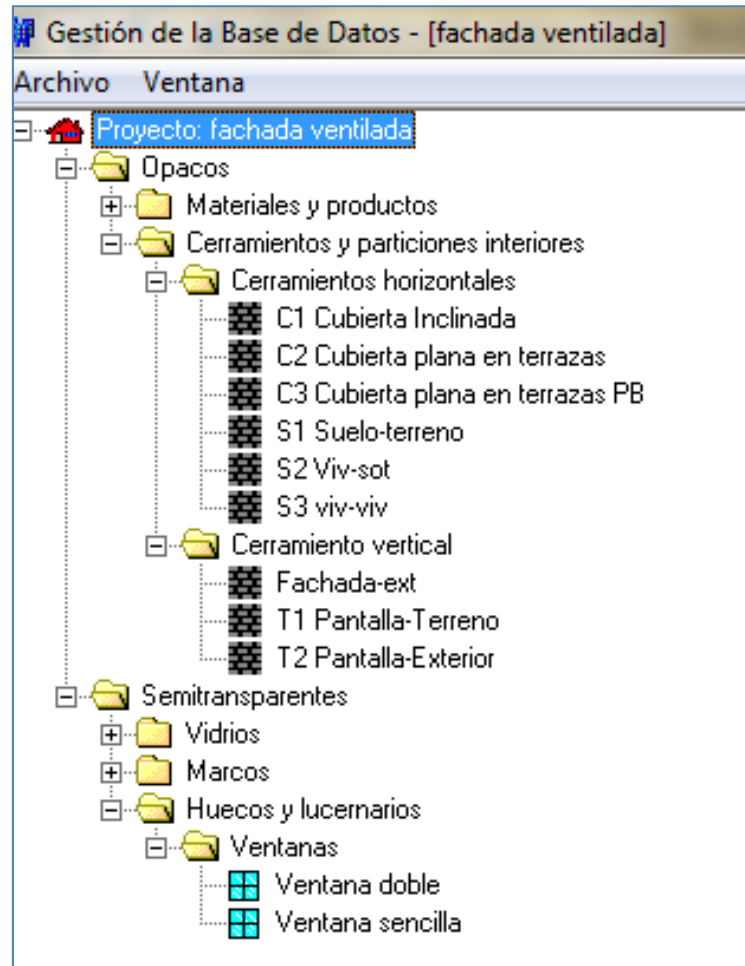 Gestión de la Base de Datos - [fachada ventilada]
Archivo Ventana
Proyecto: fachada ventilada
Opacos
Materiales y productos
Cerramientos y particiones interiores
Cerramientos horizontales
C1 Cubierta Inclinada
C2 Cubierta plana en terrazas
C3 Cubierta plana en terrazas PB
S1 Suelo-terreno
S2 Viv-sot
S3 viv-viv
Cerramiento vertical
Fachada-ext
T1 Pantalla-Terreno
T2 Pantalla-Exterior
Semitransparentes
Vidrios
Marcos
Huecos y lucernarios
Ventanas
Ventana doble
Ventana sencilla